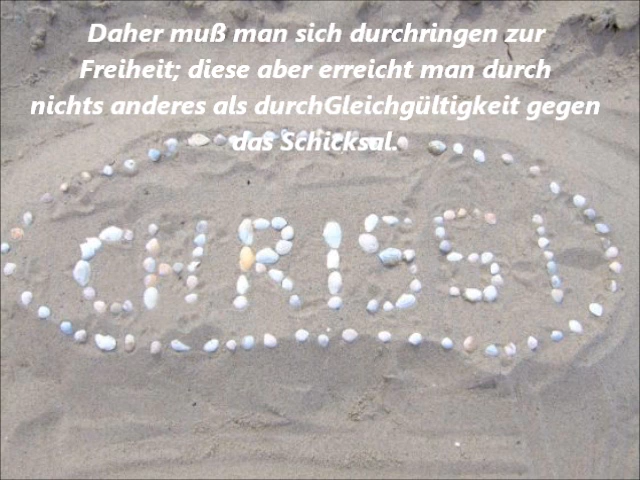 Daher muß man sich durchringen zur
Freiheit; diese aber erreicht man durch
nichts anderes als durchGleichgültigkeit gegen
das Schicksal.
CHRISSI